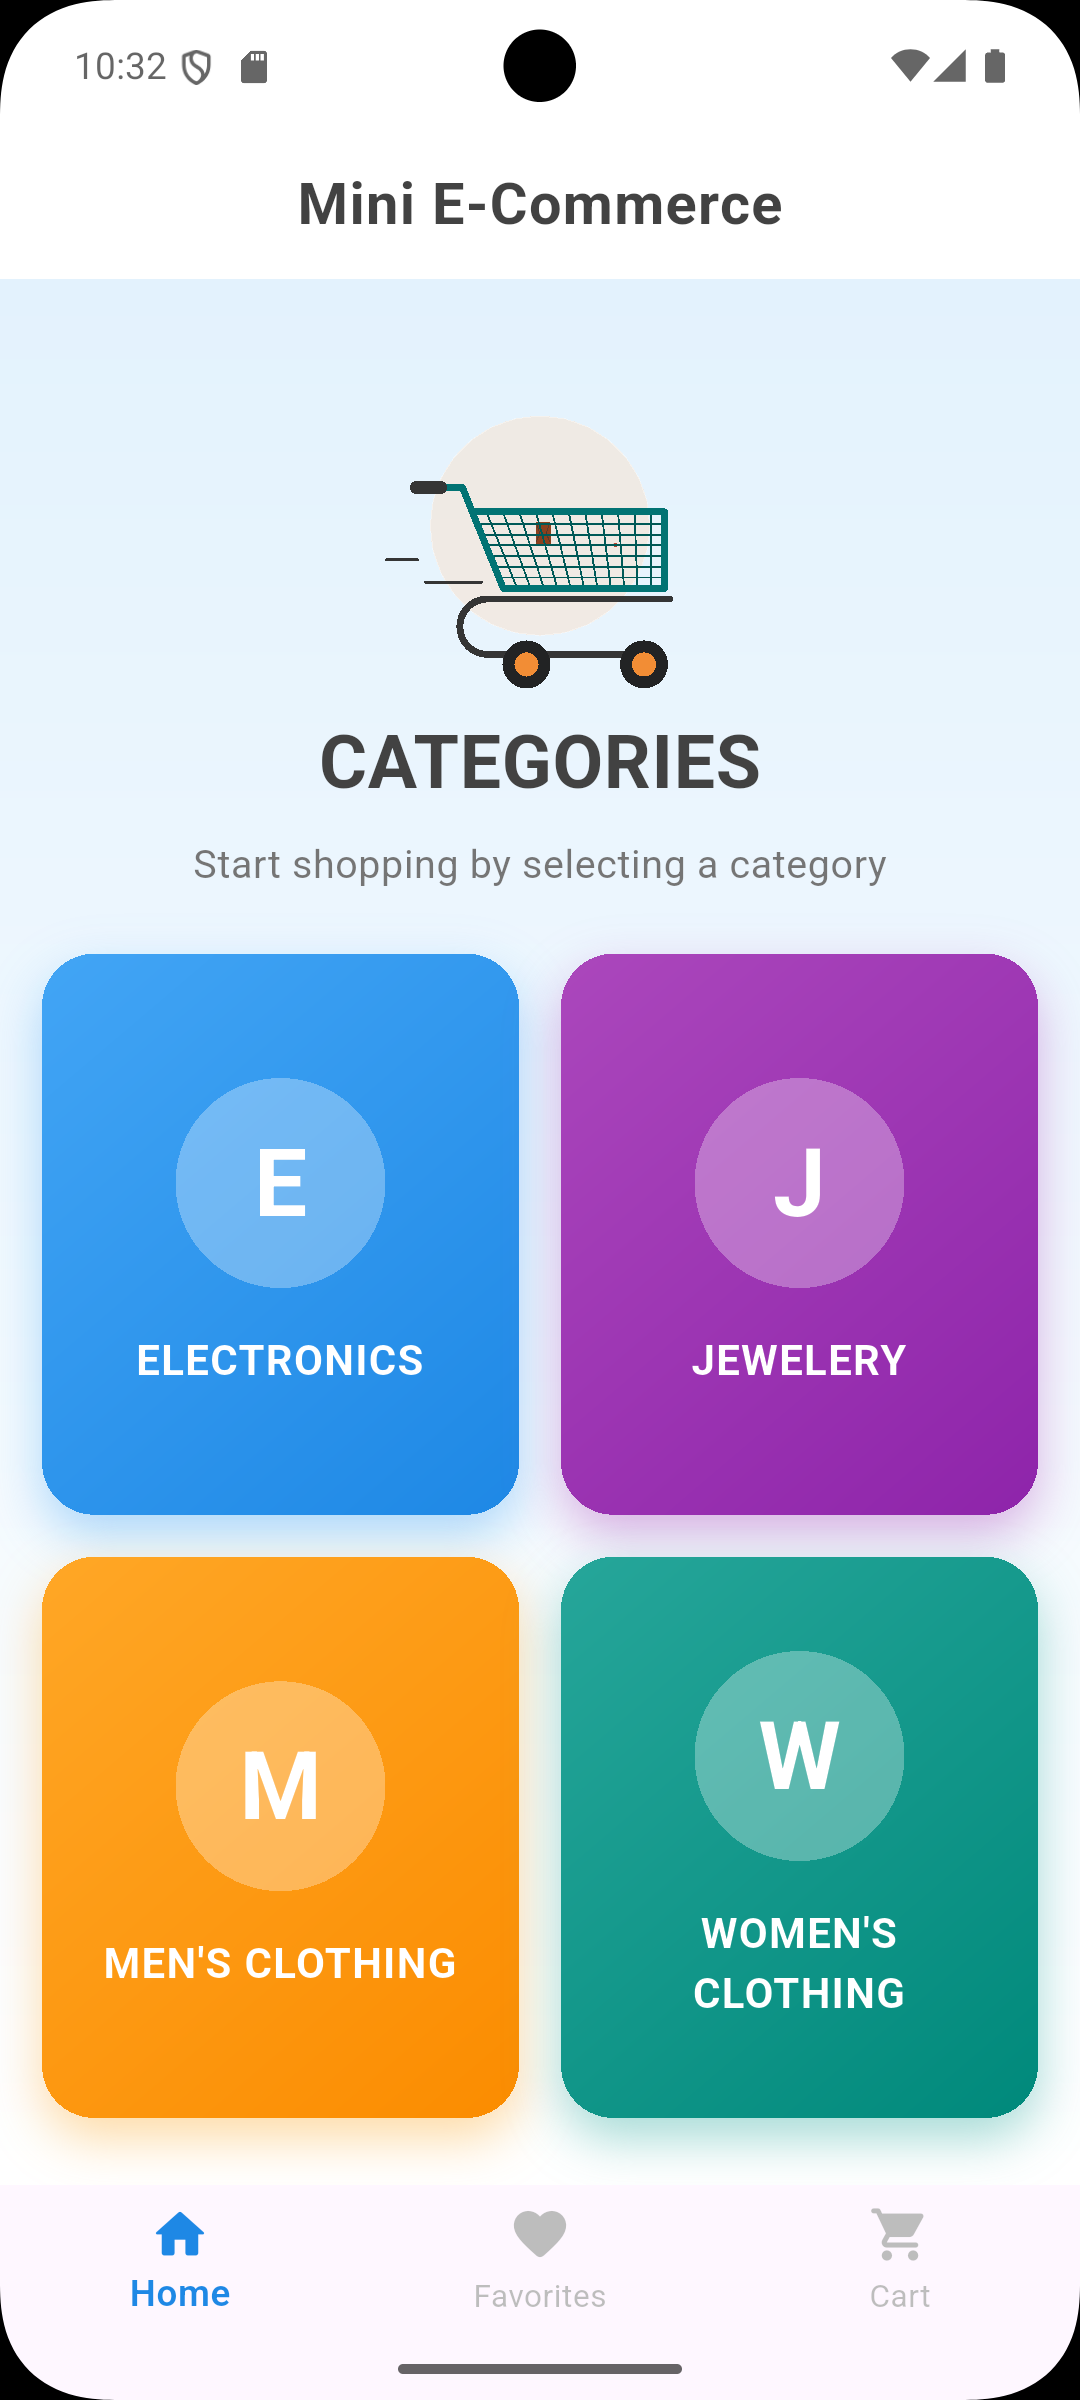 10:32
Mini E-Commerce
CATEGORIES
Start shopping by selecting a category
E
ELECTRONICS
J
JEWELERY
M
MEN'S CLOTHING
W
WOMEN'S
CLOTHING
Home
Favorites
Cart